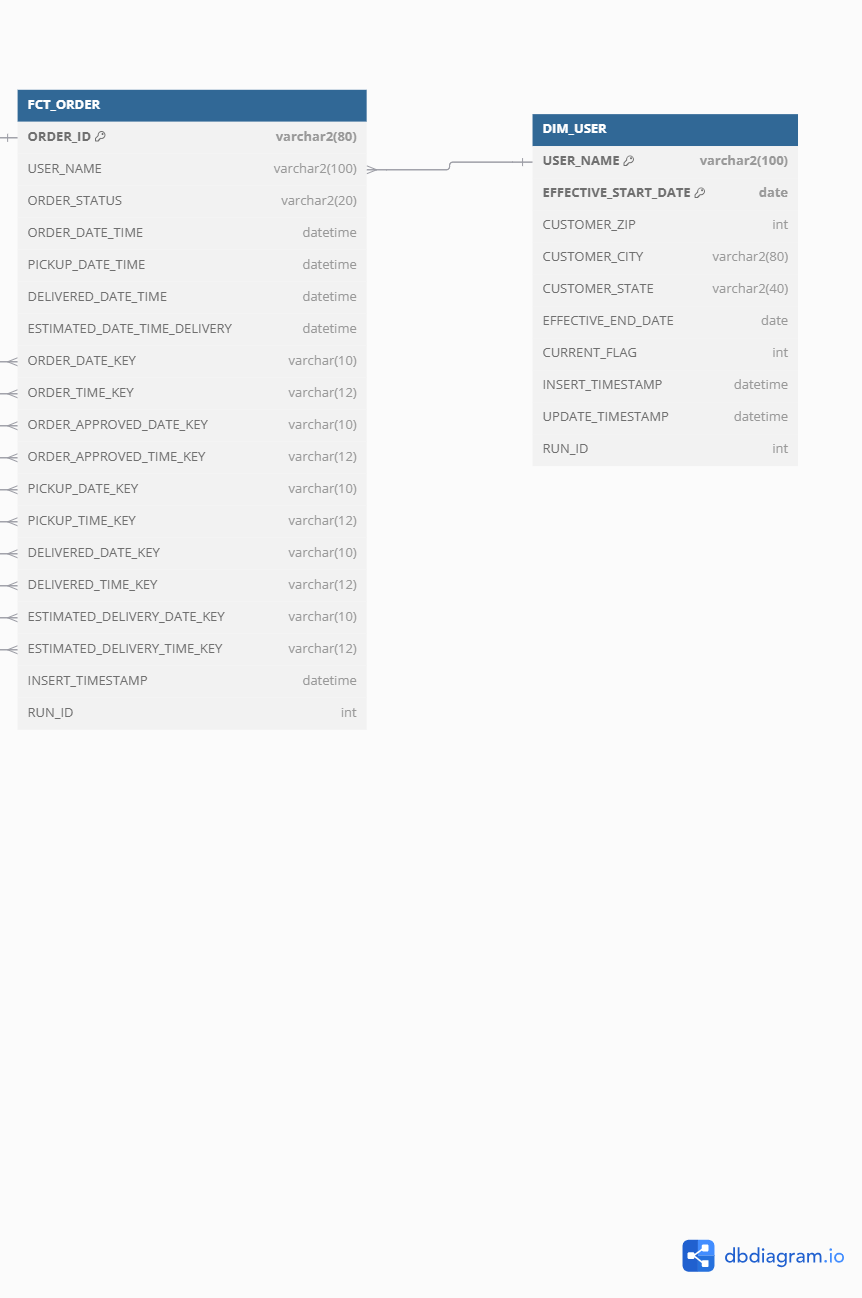 FCT_ORDER
ORDER_ID varchar2(80)
USER_NAME varchar2(100)
ORDER_STATUS varchar2(20)
ORDER_DATE_TIME datetime
PICKUP_DATE_TIME datetime
DELIVERED_DATE_TIME datetime
ESTIMATED_DATE_TIME_DELIVERY datetime
ORDER_DATE_KEY varchar(10)
ORDER_TIME_KEY varchar(12)
ORDER_APPROVED_DATE_KEY varchar(10)
ORDER_APPROVED_TIME_KEY varchar(12)
PICKUP_DATE_KEY varchar(10)
PICKUP_TIME_KEY varchar(12)
DELIVERED_DATE_KEY varchar(10)
DELIVERED_TIME_KEY varchar(12)
ESTIMATED_DELIVERY_DATE_KEY varchar(10)
ESTIMATED_DELIVERY_TIME_KEY varchar(12)
INSERT_TIMESTAMP datetime
RUN_ID int
DIM_USER
USER_NAME varchar2(100)
EFFECTIVE_START_DATE date
CUSTOMER_ZIP int
CUSTOMER_CITY varchar2(80)
CUSTOMER_STATE varchar2(40)
EFFECTIVE_END_DATE date
CURRENT_FLAG int
INSERT_TIMESTAMP datetime
UPDATE_TIMESTAMP datetime
RUN_ID int
dbdiagram.io